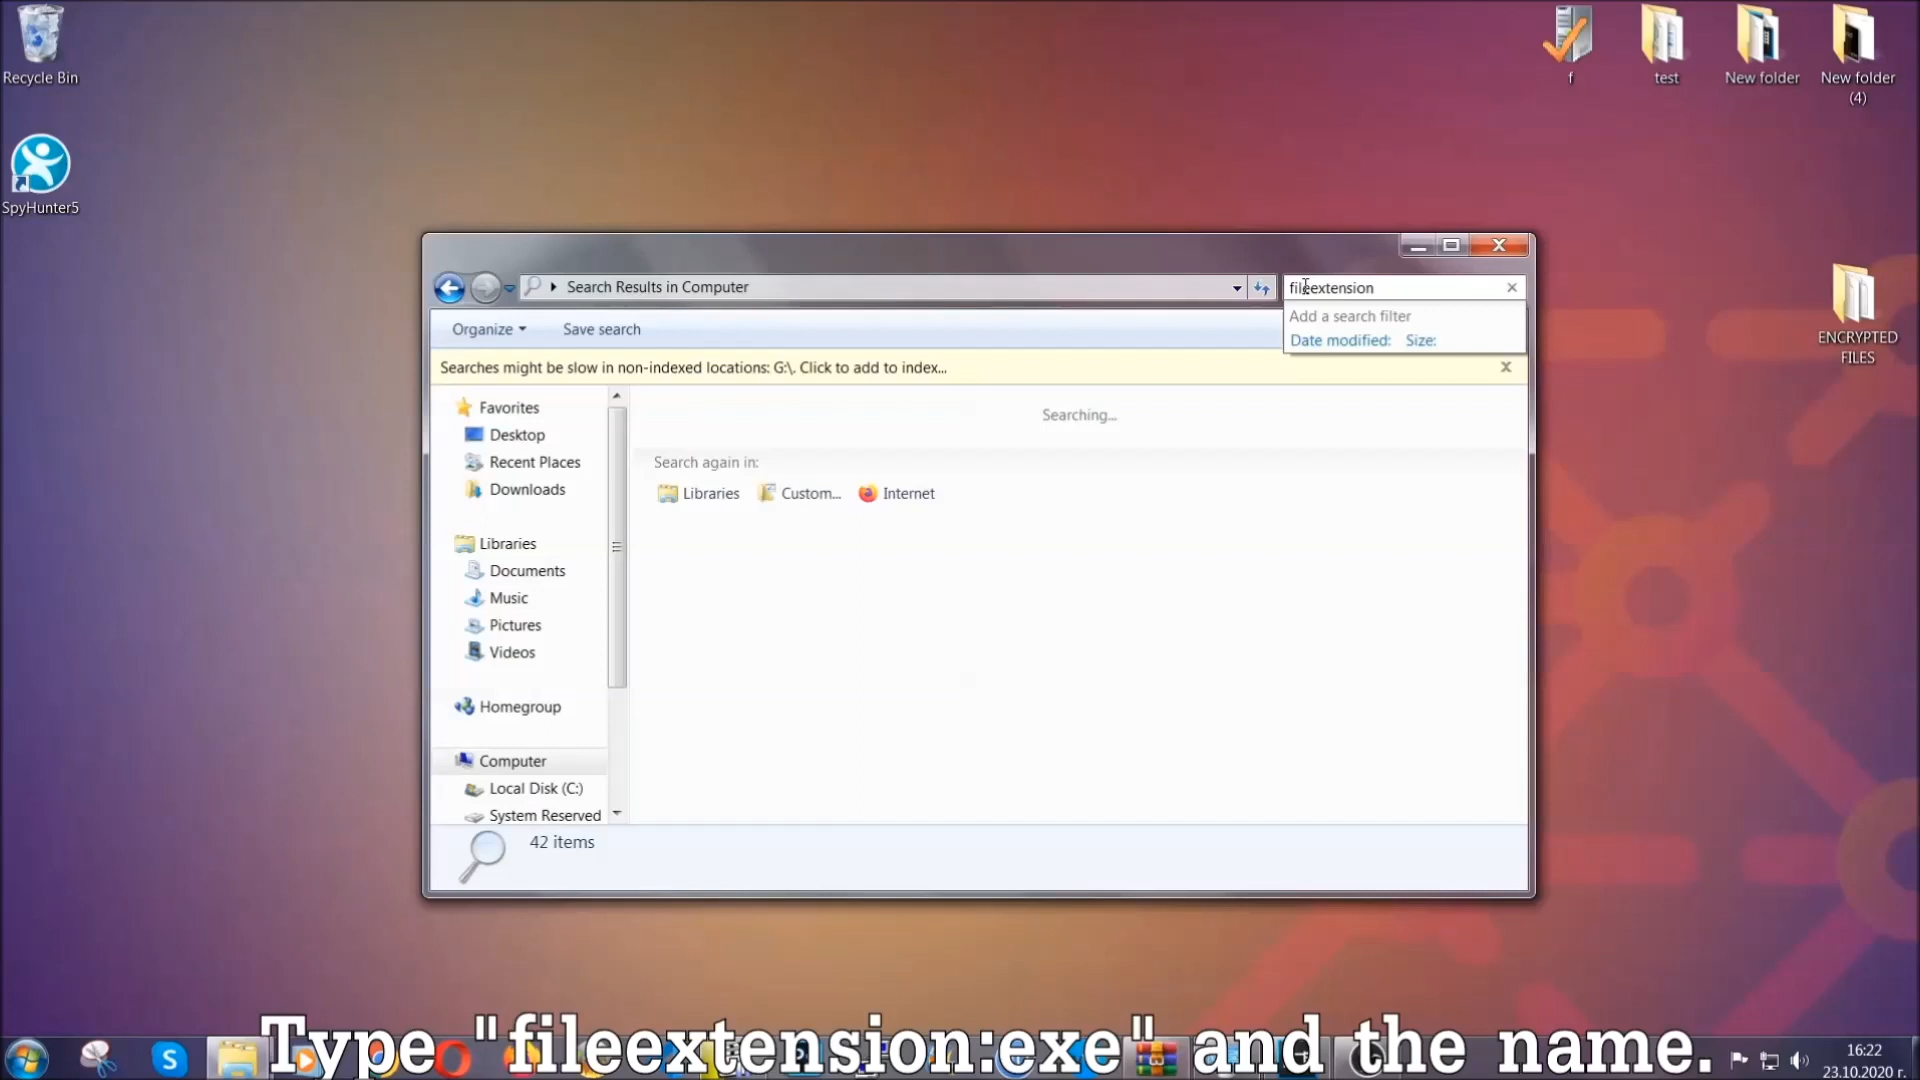 Recycle Bin
SpyHunter5
f
test
New folder
New folder
(4)
ENCRYPTED
FILES
Search Results in Computer
fileextension
Add a search filter
Date modified: Size:
Organize
Save search
Searches might be slow in non-indexed locations: G:\. Click to add to index...
Favorites
Desktop
Recent Places
Downloads
Libraries
Documents
Music
Pictures
Videos
Homegroup
Computer
Local Disk (C:)
System Reserved
Searching...
Search again in:
Libraries
Custom...
Internet
42 items
Type "fileextension:exe" and the name.
16:22
23.10.2020 г.